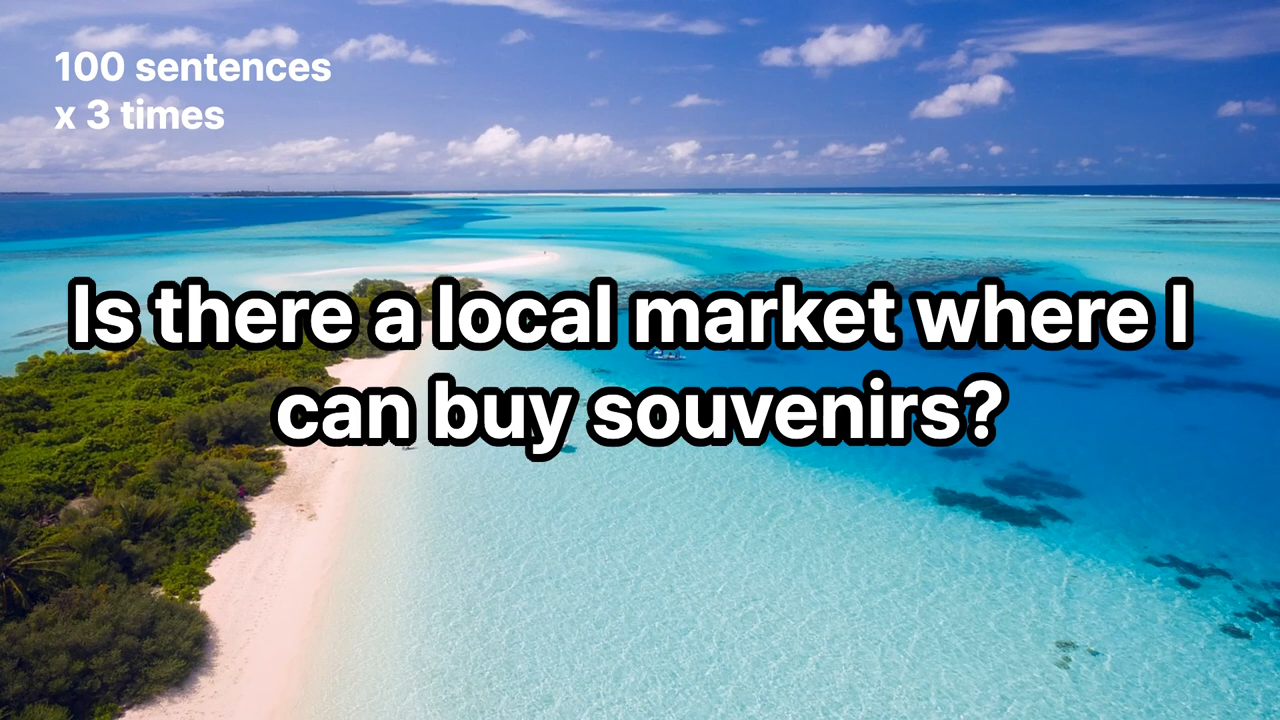 100 sentences
x 3 times
Is there a local market where I
can buy souvenirs?